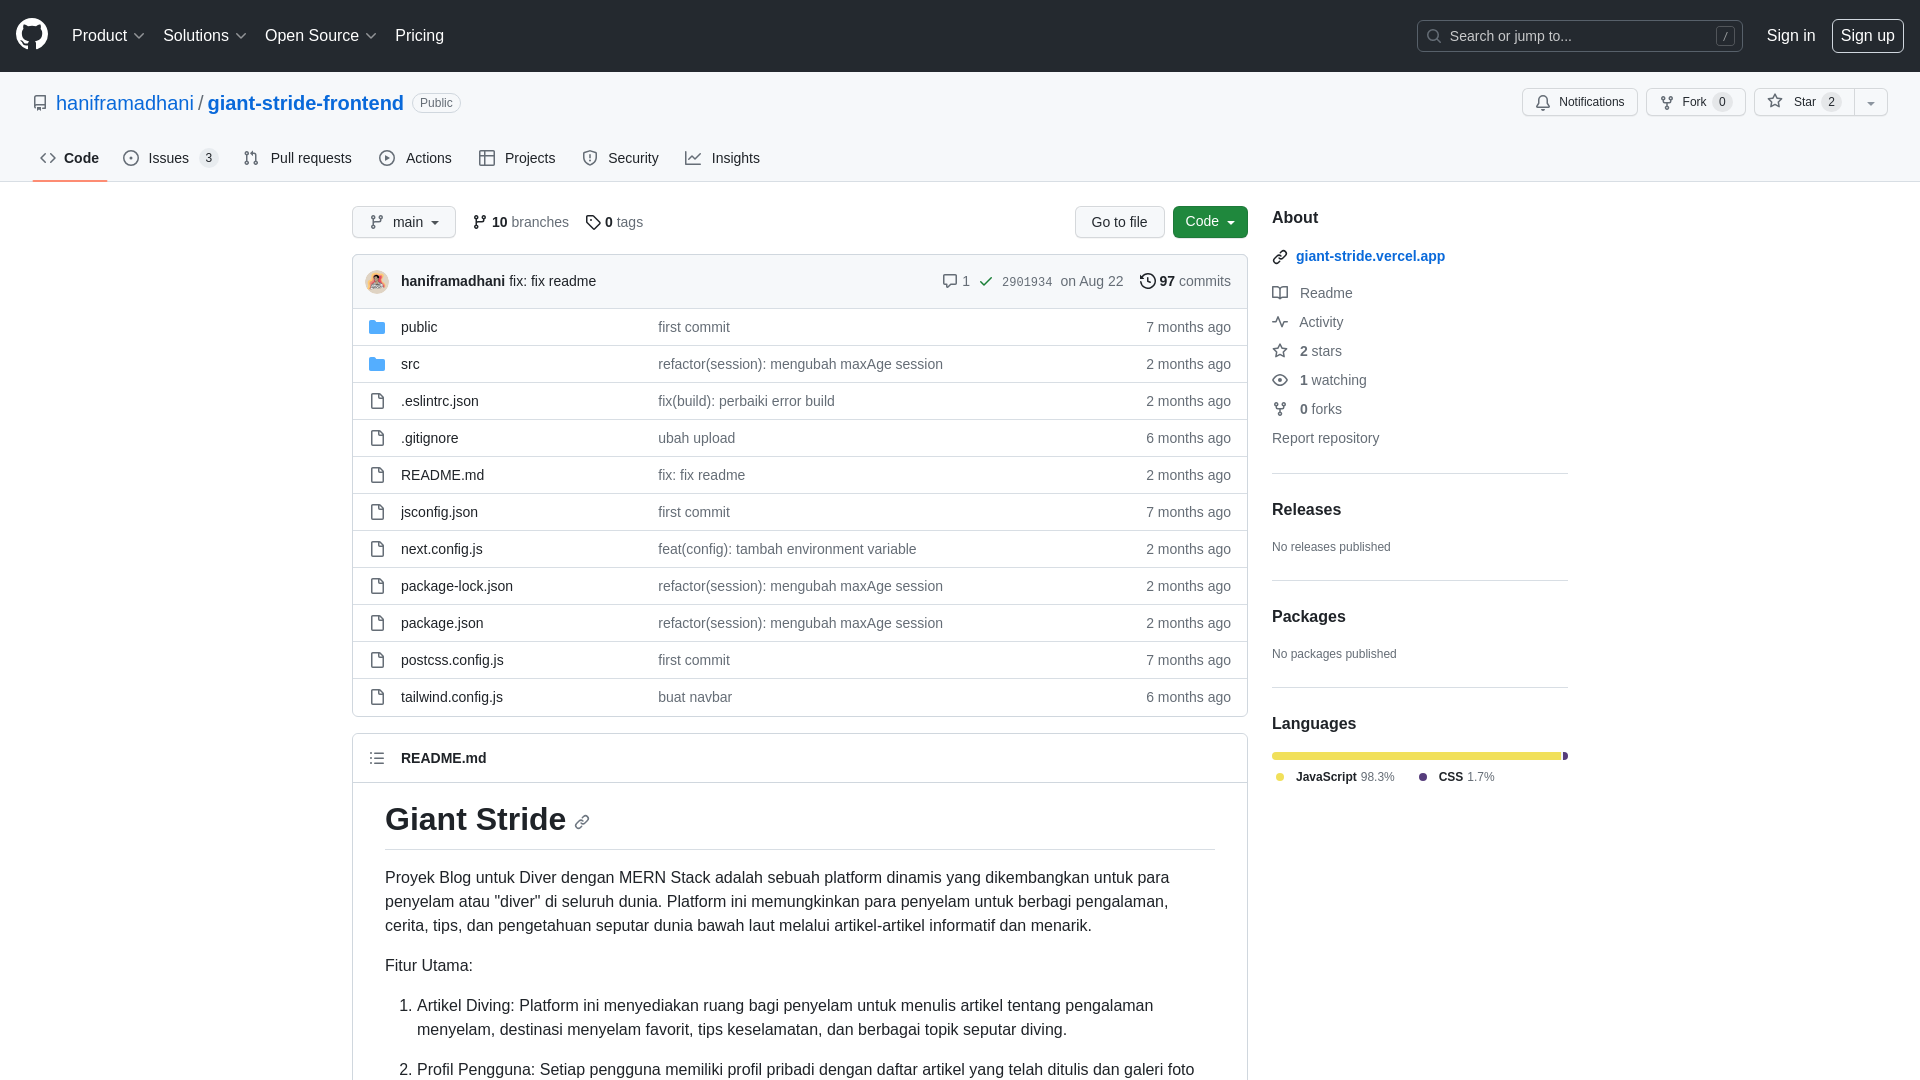 Product Solutions Open Source Pricing Search or jump to... / Sign in Sign up
haniframadhani / giant-stride-frontend Public Notifications Fork 0 Star 2
Code Issues 3 Pull requests Actions Projects Security Insights
main 10 branches 0 tags Go to file Code
haniframadhani fix: fix readme 1 2901934 on Aug 22 97 commits
public first commit 7 months ago
src refactor(session): mengubah maxAge session 2 months ago
.eslintrc.json fix(build): perbaiki error build 2 months ago
.gitignore ubah upload 6 months ago
README.md fix: fix readme 2 months ago
jsconfig.json first commit 7 months ago
next.config.js feat(config): tambah environment variable 2 months ago
package-lock.json refactor(session): mengubah maxAge session 2 months ago
package.json refactor(session): mengubah maxAge session 2 months ago
postcss.config.js first commit 7 months ago
tailwind.config.js buat navbar 6 months ago
README.md
Giant Stride
Proyek Blog untuk Diver dengan MERN Stack adalah sebuah platform dinamis yang dikembangkan untuk para
penyelam atau "diver" di seluruh dunia. Platform ini memungkinkan para penyelam untuk berbagi pengalaman,
cerita, tips, dan pengetahuan seputar dunia bawah laut melalui artikel-artikel informatif dan menarik.
Fitur Utama:
1. Artikel Diving: Platform ini menyediakan ruang bagi penyelam untuk menulis artikel tentang pengalaman
menyelam, destinasi menyelam favorit, tips keselamatan, dan berbagai topik seputar diving.
2. Profil Pengguna: Setiap pengguna memiliki profil pribadi dengan daftar artikel yang telah ditulis dan galeri foto
About
giant-stride.vercel.app
Readme
Activity
2 stars
1 watching
0 forks
Report repository
Releases
No releases published
Packages
No packages published
Languages
JavaScript 98.3% CSS 1.7%